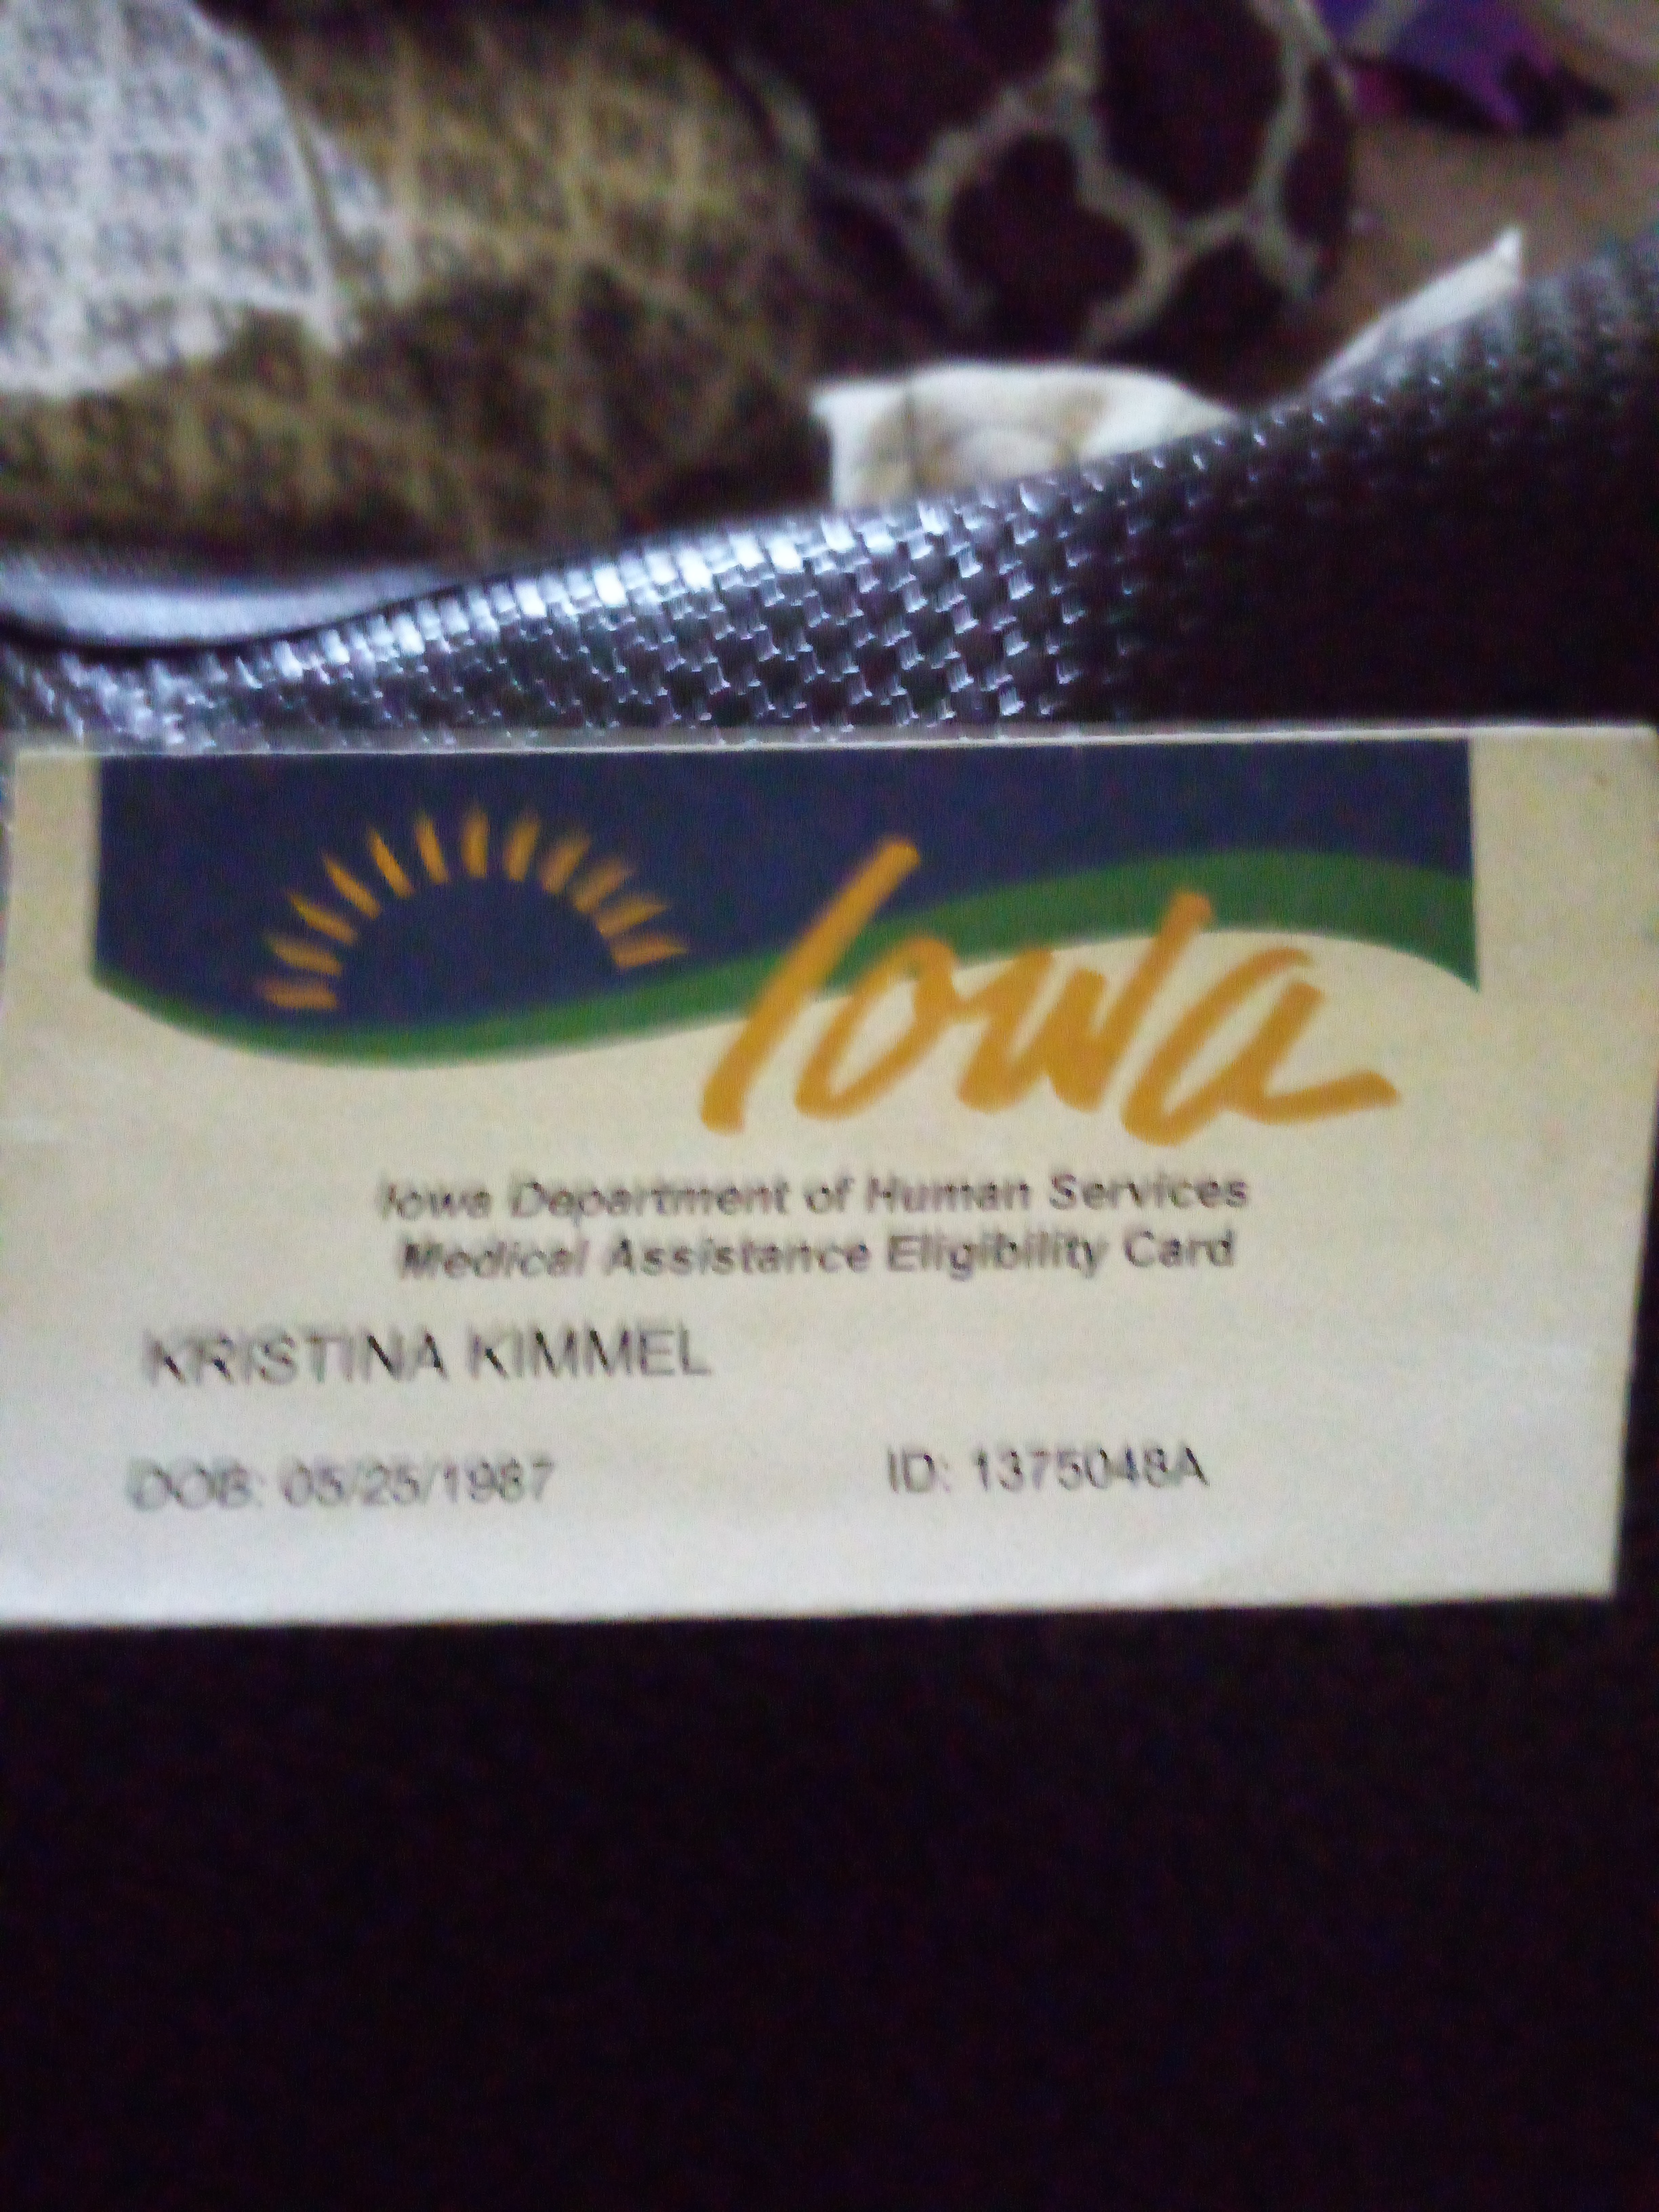 Iowa
Iowa Department of Human Services
Medical Assistance Eligibility Card
KRISTINA KIMMEL
DOB: 05/25/1987 ID: 1375048A